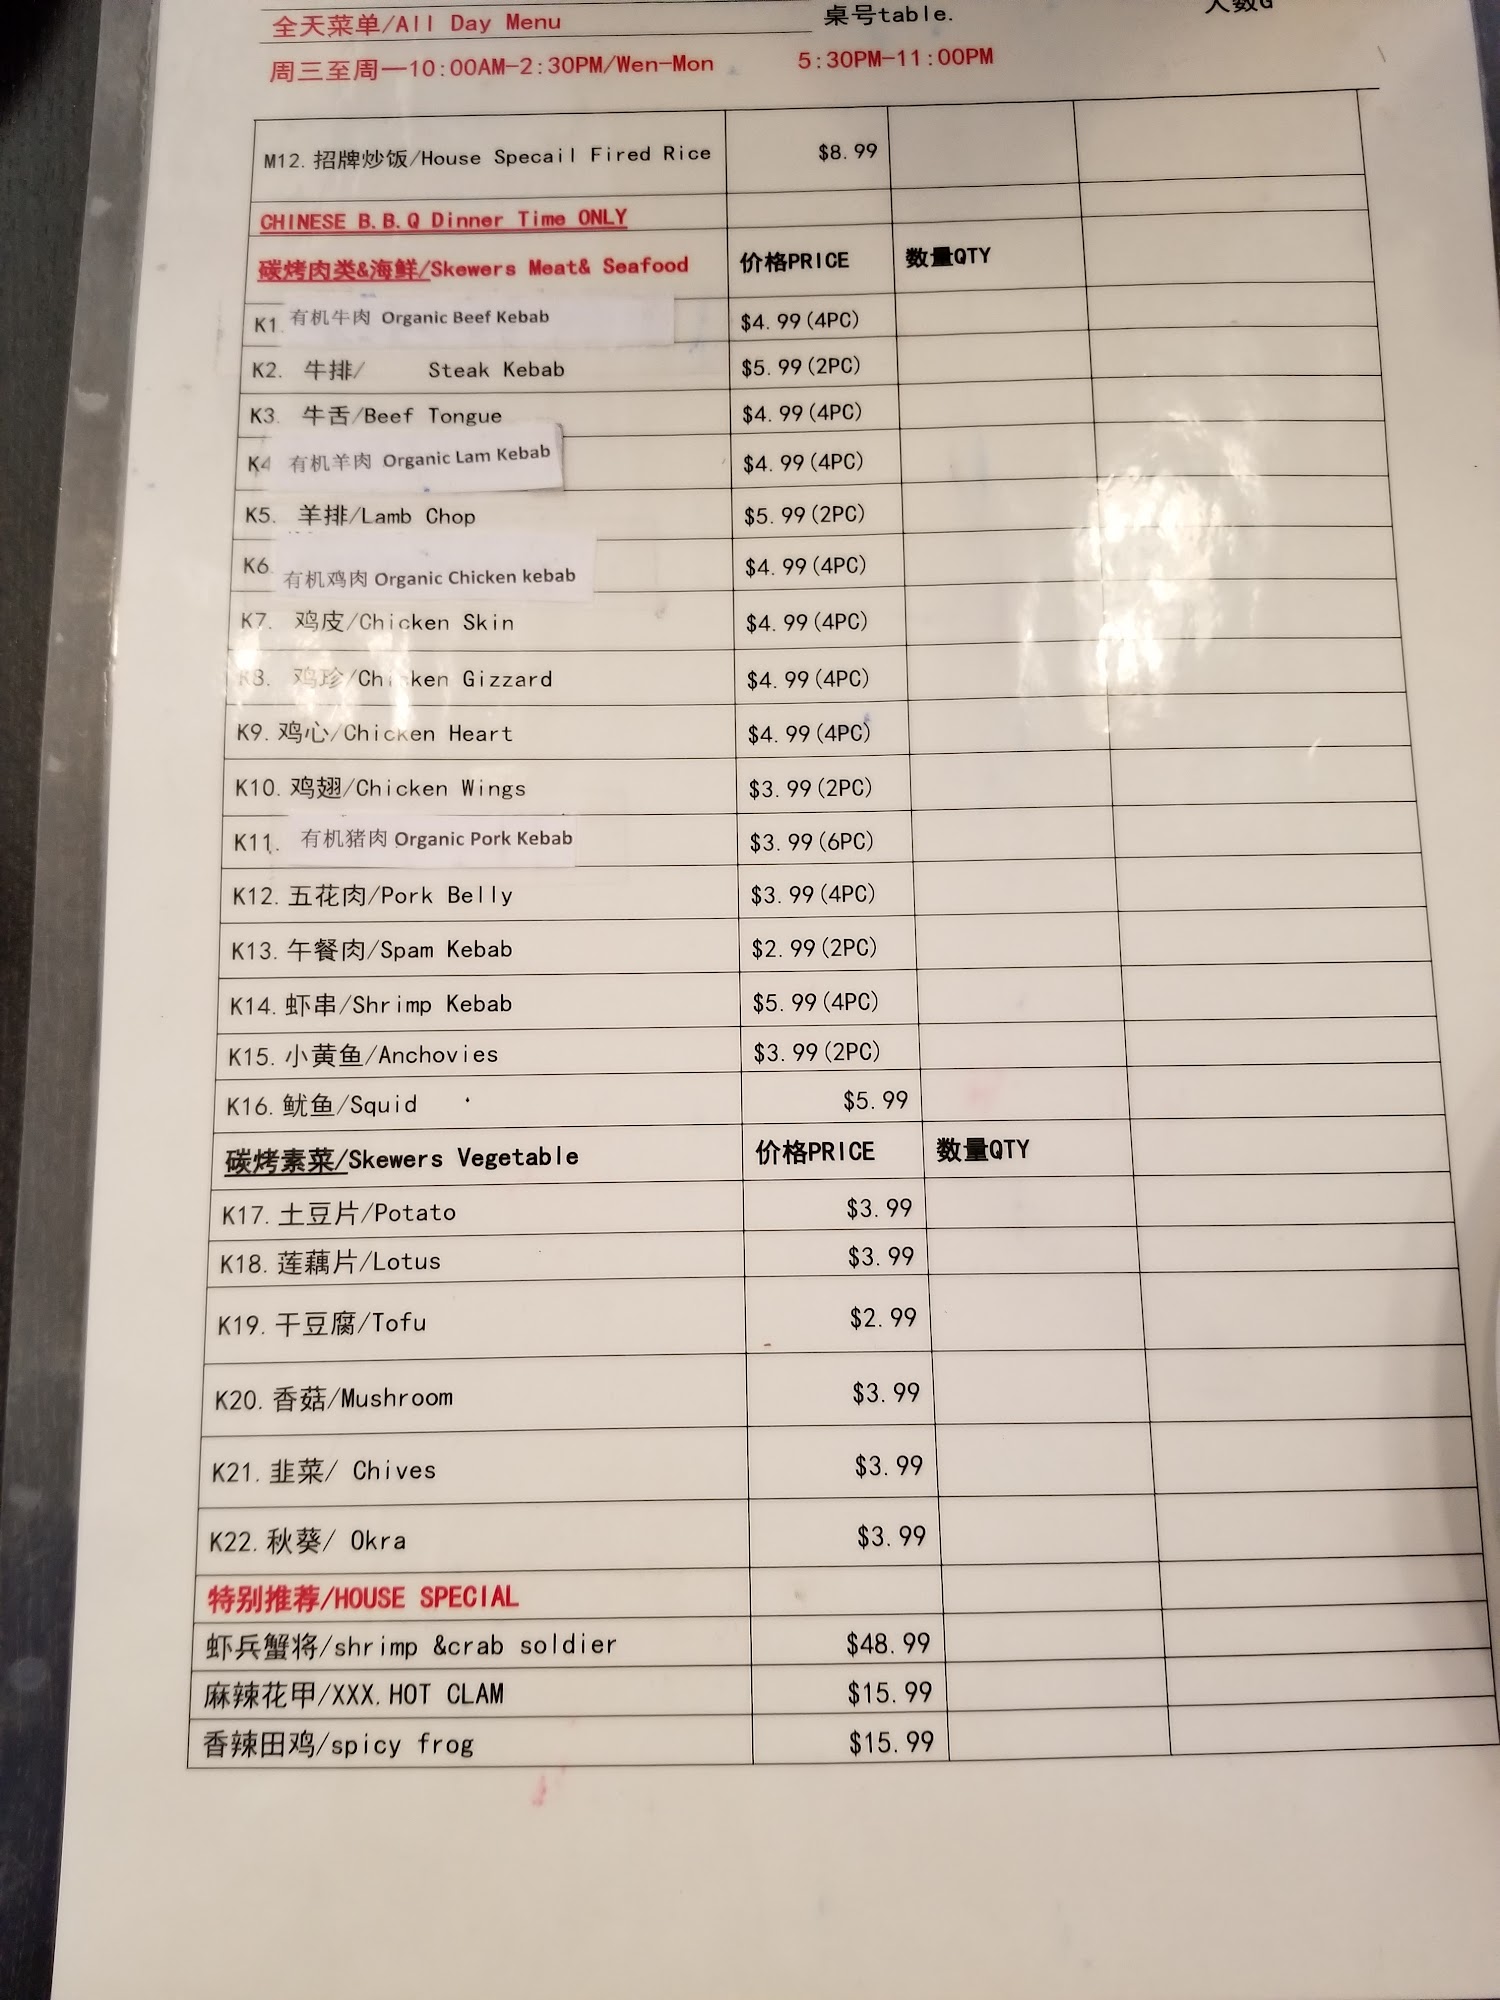 全天菜单/All Day Menu 桌号table.
周三至周一10:00AM-2:30PM/Wen-Mon 5:30PM-11:00PM
M12.招牌炒饭/House Specail Fired Rice $8.99
CHINESE B.B.Q Dinner Time ONLY
碳烤肉类&海鲜/Skewers Meat& Seafood 价格PRICE 数量QTY
K1 有机牛肉 Organic Beef Kebab $4.99(4PC)
K2. 牛排/ Steak Kebab $5.99(2PC)
K3. 牛舌/Beef Tongue $4.99(4PC)
K4 有机羊肉 Organic Lam Kebab $4.99(4PC)
K5. 羊排/Lamb Chop $5.99(2PC)
K6. 有机鸡肉 Organic Chicken kebab $4.99(4PC)
K7. 鸡皮/Chicken Skin $4.99(4PC)
K8. 鸡珍/Chicken Gizzard $4.99(4PC)
K9.鸡心/Chicken Heart $4.99(4PC)
K10.鸡翅/Chicken Wings $3.99(2PC)
K11. 有机猪肉 Organic Pork Kebab $3.99(6PC)
K12.五花肉/Pork Belly $3.99(4PC)
K13.午餐肉/Spam Kebab $2.99(2PC)
K14.虾串/Shrimp Kebab $5.99(4PC)
K15.小黄鱼/Anchovies $3.99(2PC)
K16.鱿鱼/Squid $5.99
碳烤素菜/Skewers Vegetable 价格PRICE 数量QTY
K17.土豆片/Potato $3.99
K18.莲藕片/Lotus $3.99
K19.干豆腐/Tofu $2.99
K20.香菇/Mushroom $3.99
K21.韭菜/ Chives $3.99
K22.秋葵/ Okra $3.99
特别推荐/HOUSE SPECIAL
虾兵蟹将/shrimp &crab soldier $48.99
麻辣花甲/XXX.HOT CLAM $15.99
香辣田鸡/spicy frog $15.99